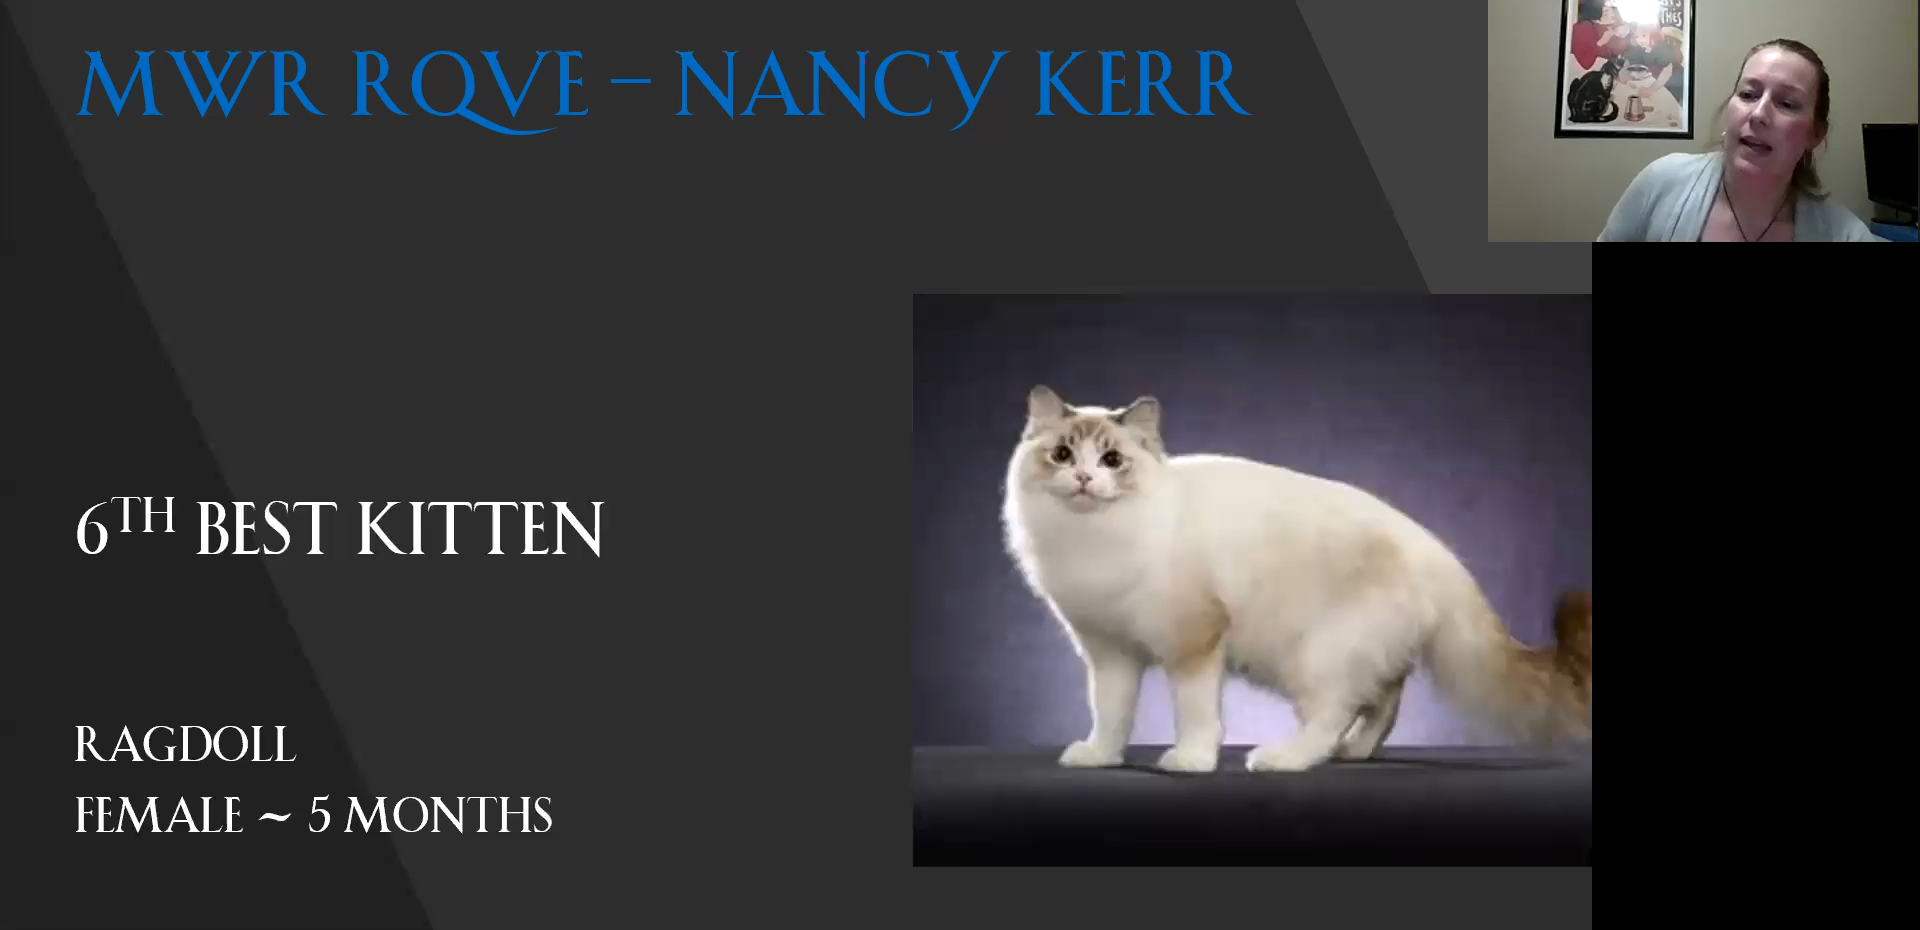 MWR RQVE – NANCY KERR
6TH BEST KITTEN
RAGDOLL
FEMALE ~ 5 MONTHS